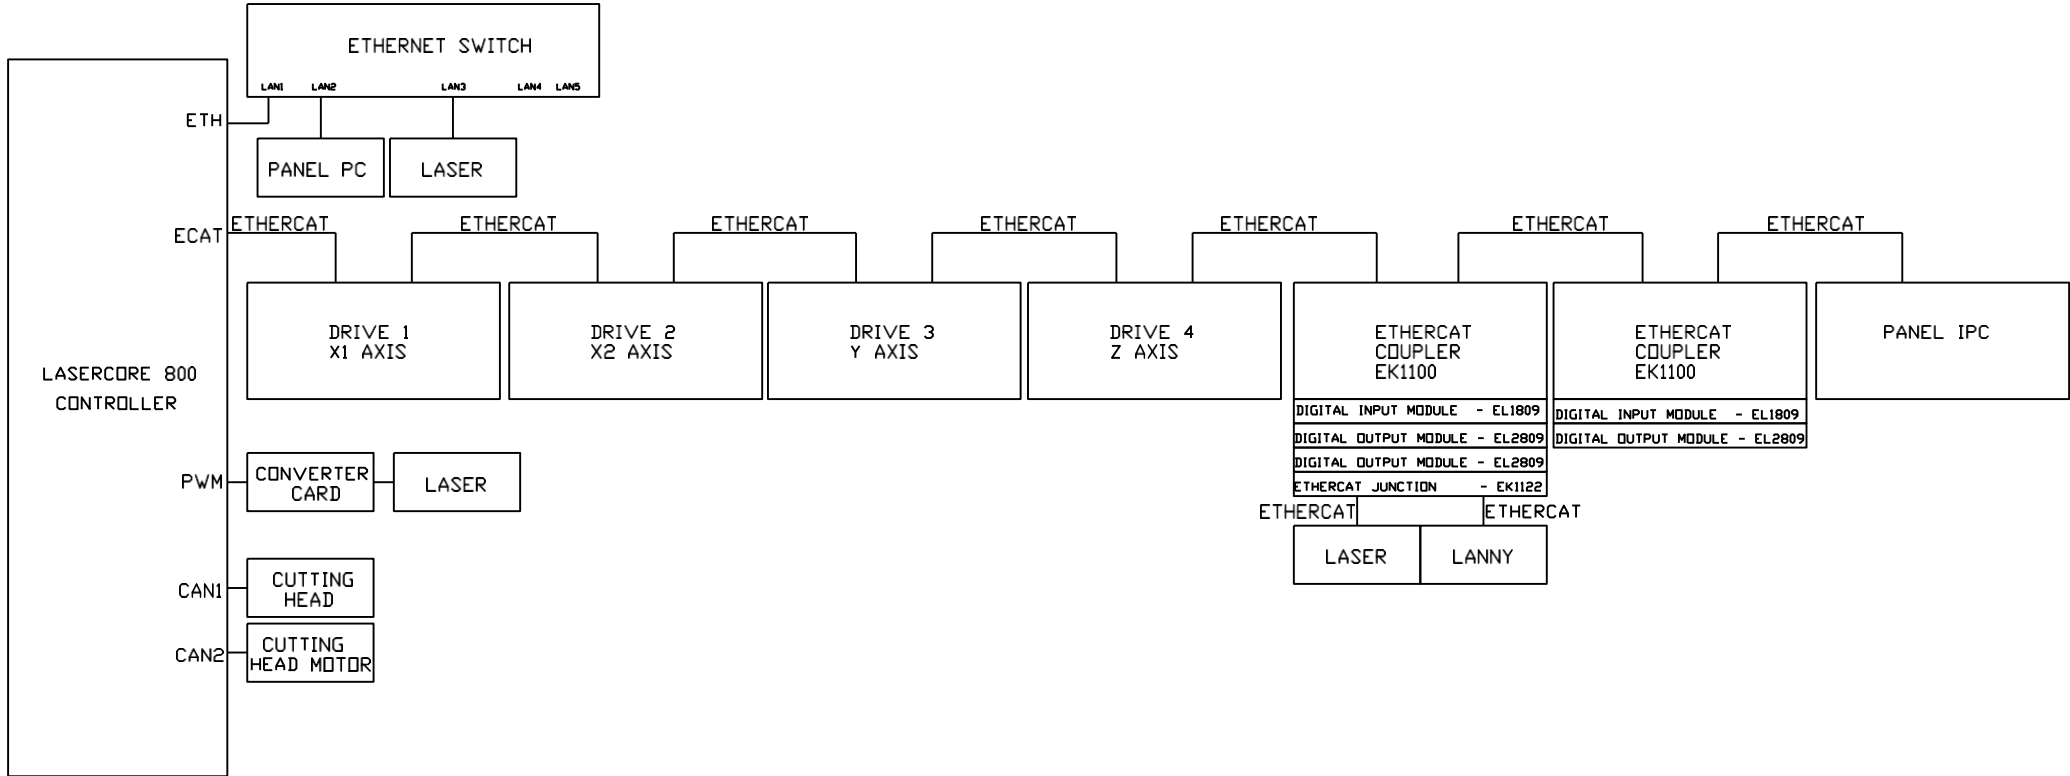 ETHERNET SWITCH
LAN1 LAN2 LAN3 LAN4 LAN5
ETH
PANEL PC
LASER
ECAT
ETHERCAT ETHERCAT ETHERCAT ETHERCAT ETHERCAT ETHERCAT ETHERCAT
DRIVE 1
X1 AXIS
DRIVE 2
X2 AXIS
DRIVE 3
Y AXIS
DRIVE 4
Z AXIS
ETHERCAT
COUPLER
EK1100
ETHERCAT
COUPLER
EK1100
PANEL IPC
LASERCORE 800
CONTROLLER
DIGITAL INPUT MODULE - EL1809
DIGITAL OUTPUT MODULE - EL2809
DIGITAL OUTPUT MODULE - EL2809
ETHERCAT JUNCTION - EK1122
DIGITAL INPUT MODULE - EL1809
DIGITAL OUTPUT MODULE - EL2809
PWM
CONVERTER
CARD
LASER
ETHERCAT
ETHERCAT
LASER
LANNY
CAN1
CUTTING
HEAD
CAN2
CUTTING
HEAD MOTOR